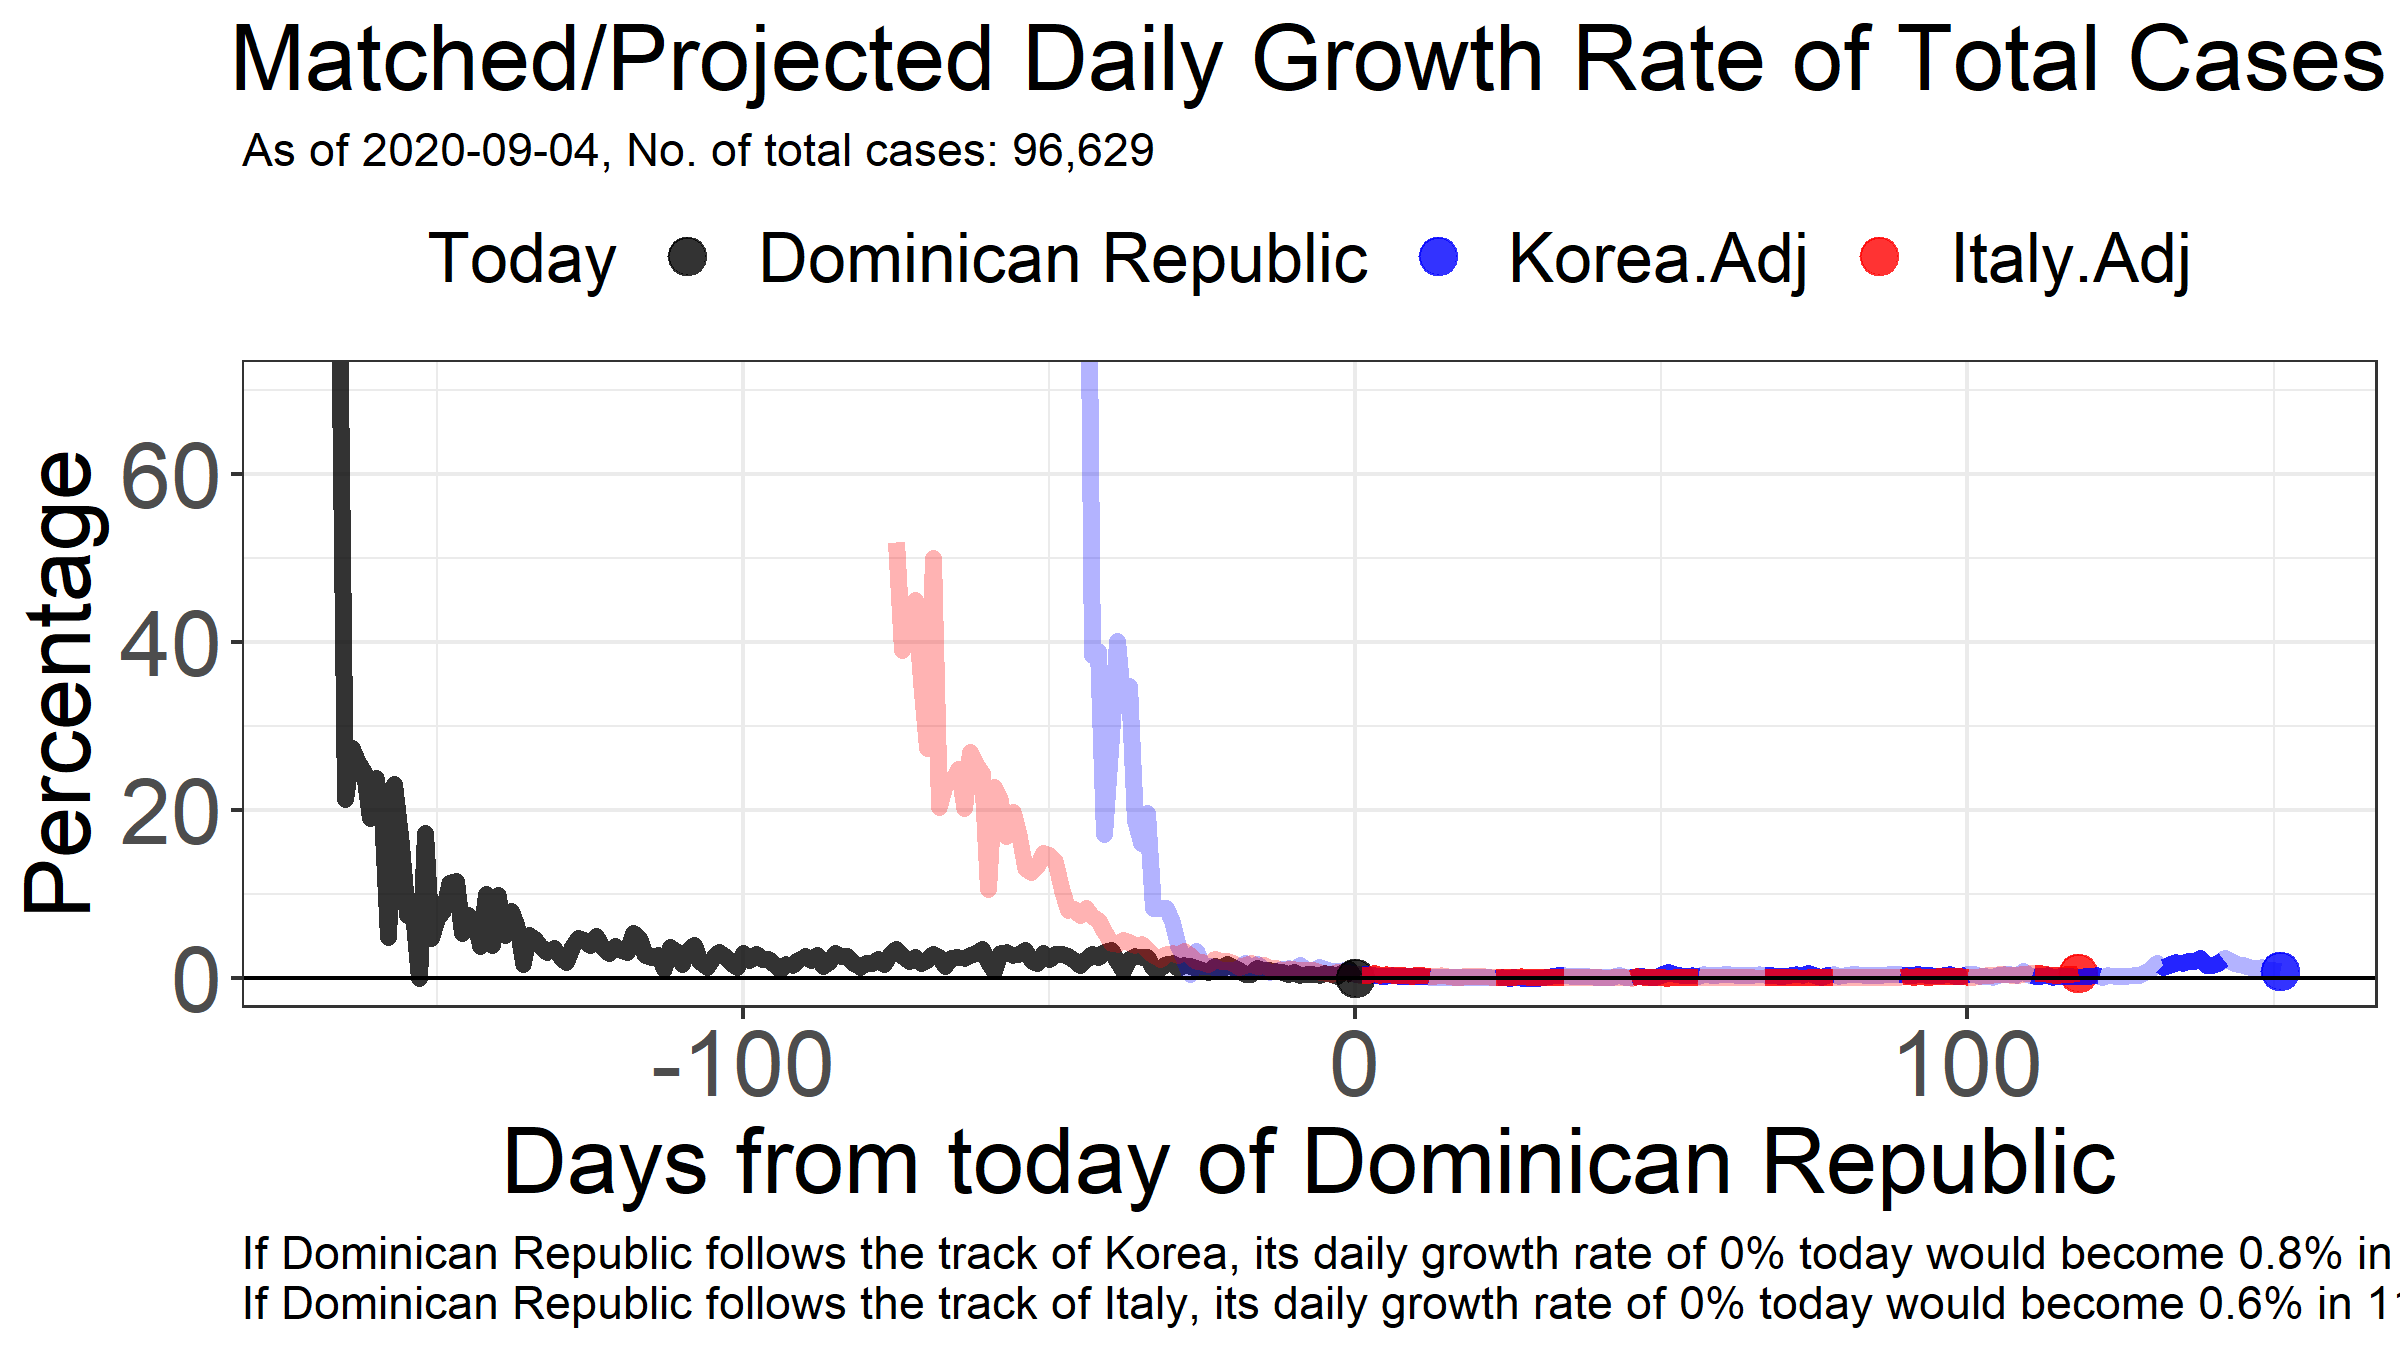 Matched/Projected Daily Growth Rate of Total Cases
As of 2020-09-04, No. of total cases: 96,629
Today Dominican Republic Korea.Adj Italy.Adj
Percentage
60
40
20
0
-100 0 100
Days from today of Dominican Republic
If Dominican Republic follows the track of Korea, its daily growth rate of 0% today would become 0.8% in
If Dominican Republic follows the track of Italy, its daily growth rate of 0% today would become 0.6% in